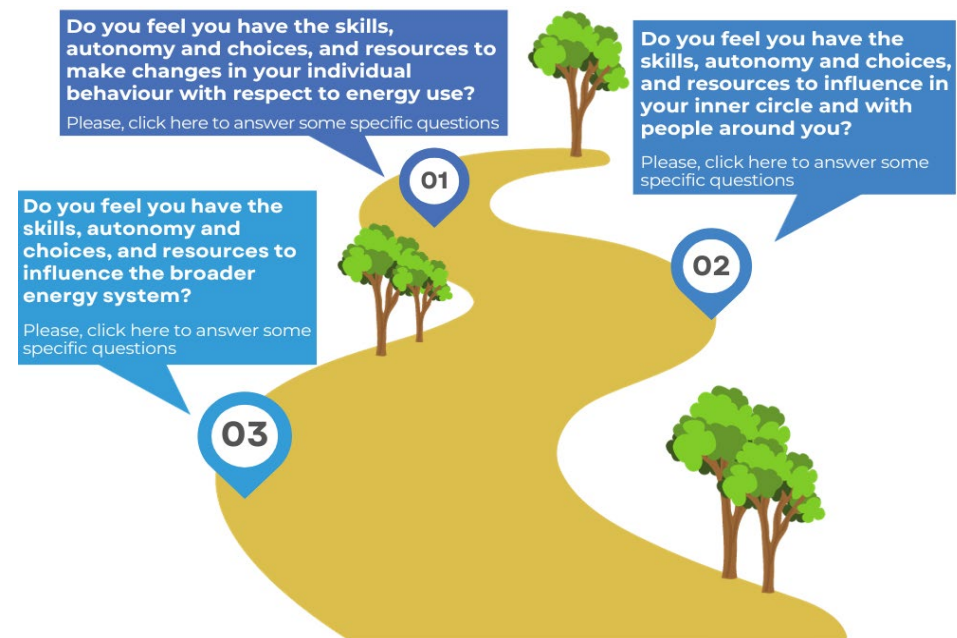 Do you feel you have the skills,
autonomy and choices, and resources to
make changes in your individual
behaviour with respect to energy use?
Please, click here to answer some specific questions
01
Do you feel you have the
skills, autonomy and choices,
and resources to influence in
your inner circle and with
people around you?
Please, click here to answer some
specific questions
02
Do you feel you have the
skills, autonomy and
choices, and resources to
influence the broader
energy system?
Please, click here to answer some
specific questions
03